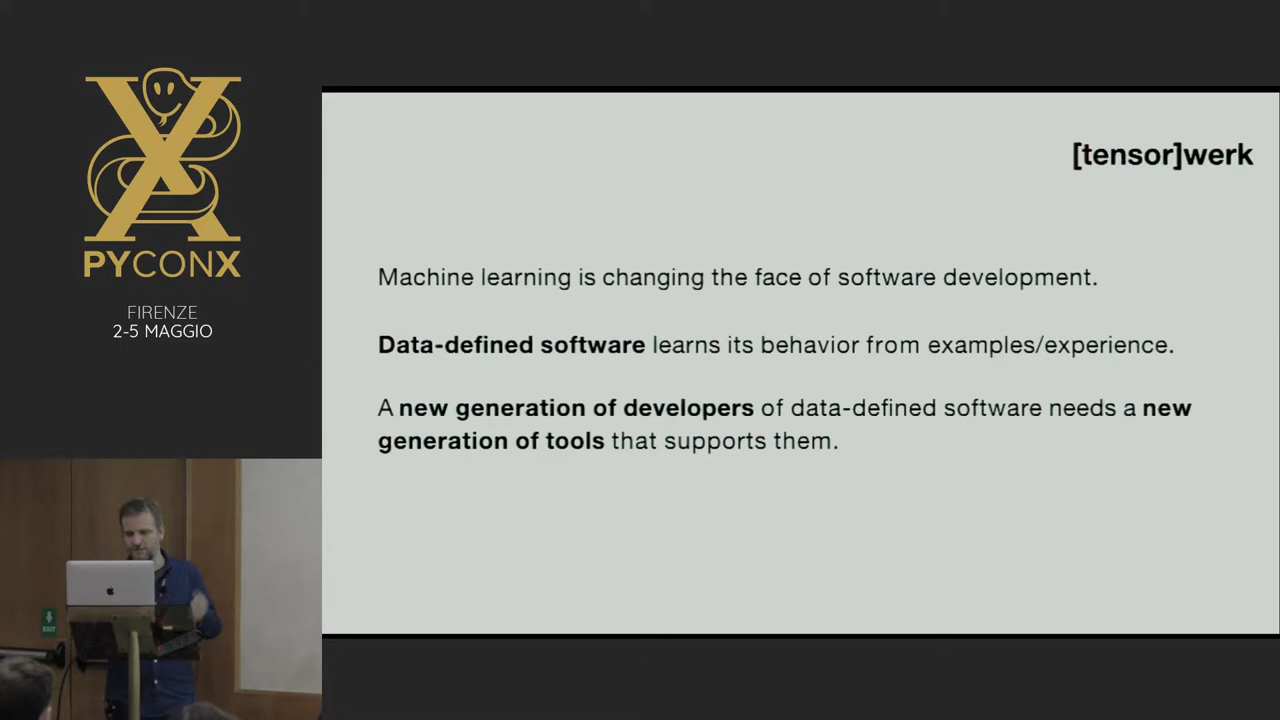 PYCONX
FIRENZE
2-5 MAGGIO
[tensor]werk
Machine learning is changing the face of software development.
Data-defined software learns its behavior from examples/experience.
A new generation of developers of data-defined software needs a new
generation of tools that supports them.
EXIT